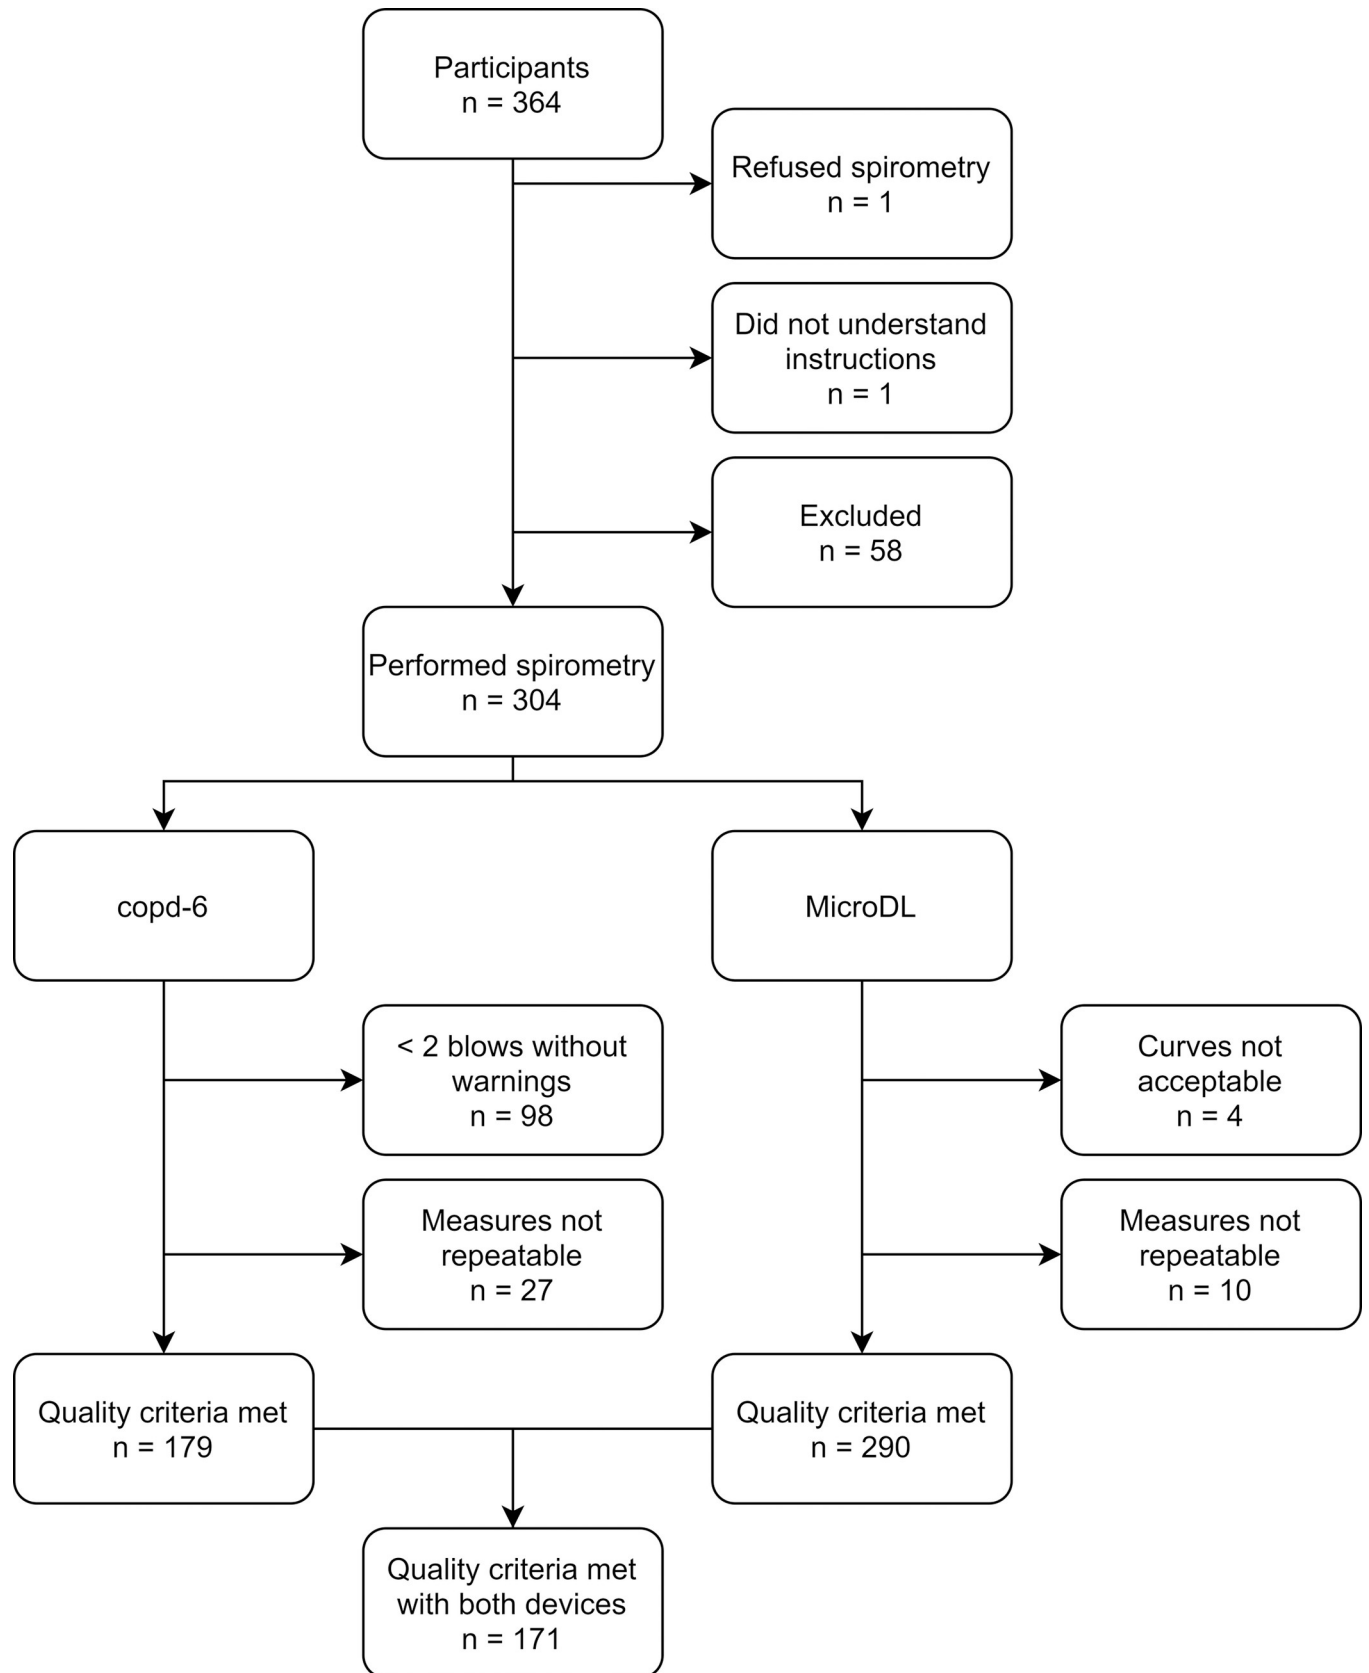 Participants
n = 364
Refused spirometry
n = 1
Did not understand
instructions
n = 1
Excluded
n = 58
Performed spirometry
n = 304
copd-6
MicroDL
< 2 blows without
warnings
n = 98
Curves not
acceptable
n = 4
Measures not
repeatable
n = 27
Measures not
repeatable
n = 10
Quality criteria met
n = 179
Quality criteria met
n = 290
Quality criteria met
with both devices
n = 171